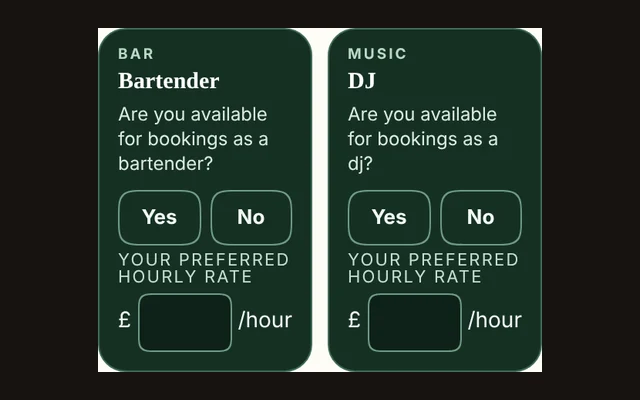 BAR
Bartender
Are you available
for bookings as a
bartender?
Yes No
YOUR PREFERRED
HOURLY RATE
£ /hour
MUSIC
DJ
Are you available
for bookings as a
dj?
Yes No
YOUR PREFERRED
HOURLY RATE
£ /hour